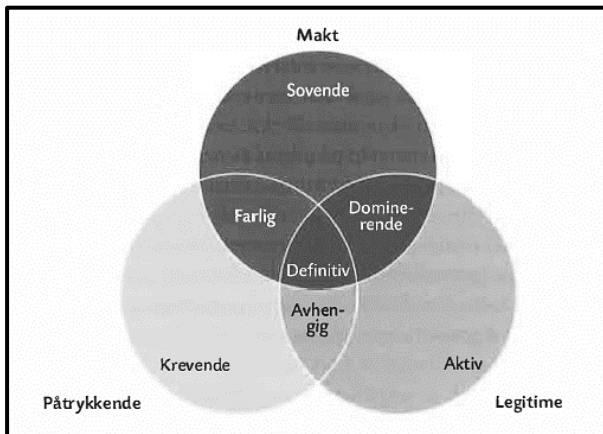 Makt
Sovende
Farlig
Domine-
rende
Definitiv
Avhen-
gig
Krevende
Aktiv
Påtrykkende
Legitime